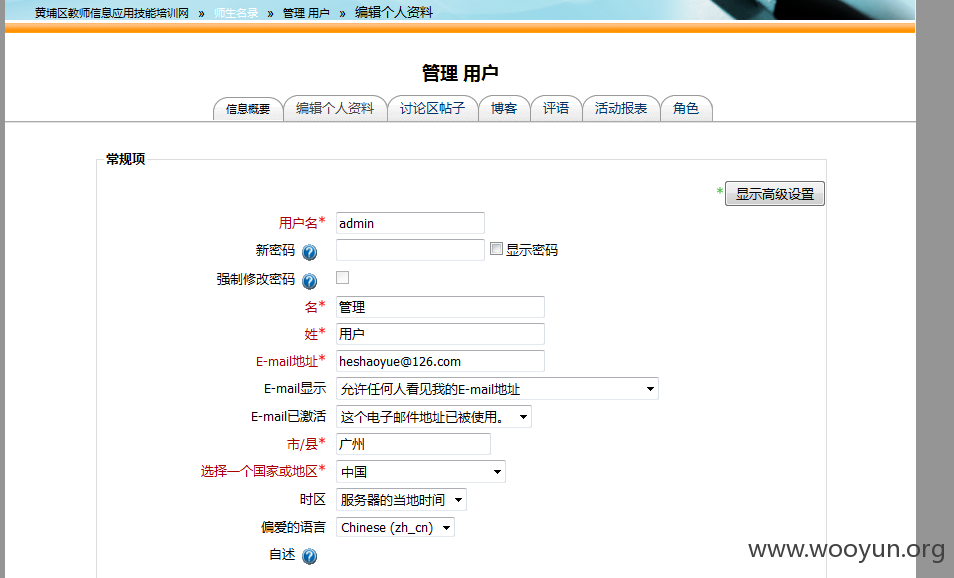 黄埔区教师信息应用技能培训网 » 师生名录 » 管理 用户 » 编辑个人资料
管理 用户
信息概要 编辑个人资料 讨论区帖子 博客 评语 活动报表 角色
常规项
* 显示高级设置
用户名* admin
新密码 ? 显示密码
强制修改密码 ?
名* 管理
姓* 用户
E-mail地址* heshaoyue@126.com
E-mail显示 允许任何人看见我的E-mail地址
E-mail已激活 这个电子邮件地址已被使用。
市/县* 广州
选择一个国家或地区* 中国
时区 服务器的当地时间
偏爱的语言 Chinese (zh_cn)
自述 ?
www.wooyun.org